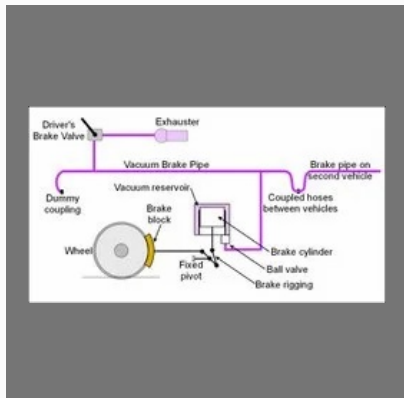 Driver's
Brake Valve
Exhauster
Vacuum Brake Pipe
Brake pipe on
second vehicle
Dummy
coupling
Vacuum reservoir
Coupled hoses
between vehicles
Brake
block
Wheel
Brake cylinder
Fixed
pivot
Ball valve
Brake rigging